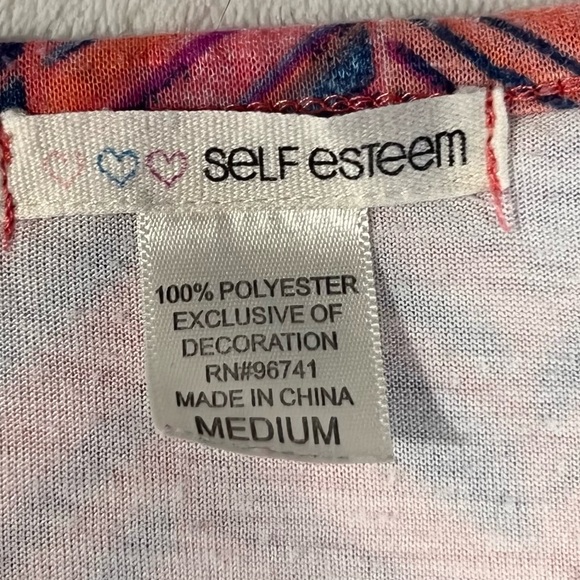 SELF esteem
100% POLYESTER
EXCLUSIVE OF
DECORATION
RN#96741
MADE IN CHINA
MEDIUM